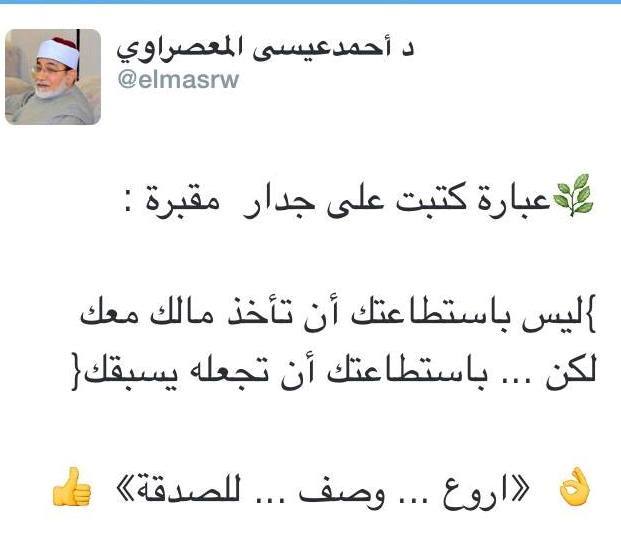 د أحمدعيسى المعصراوي
@elmasrw
🌿عبارة كتبت على جدار مقبرة :
}ليس باستطاعتك أن تأخذ مالك معك
لكن ... باستطاعتك أن تجعله يسبقك{
👌 《اروع ... وصف ... للصدقة》 👍